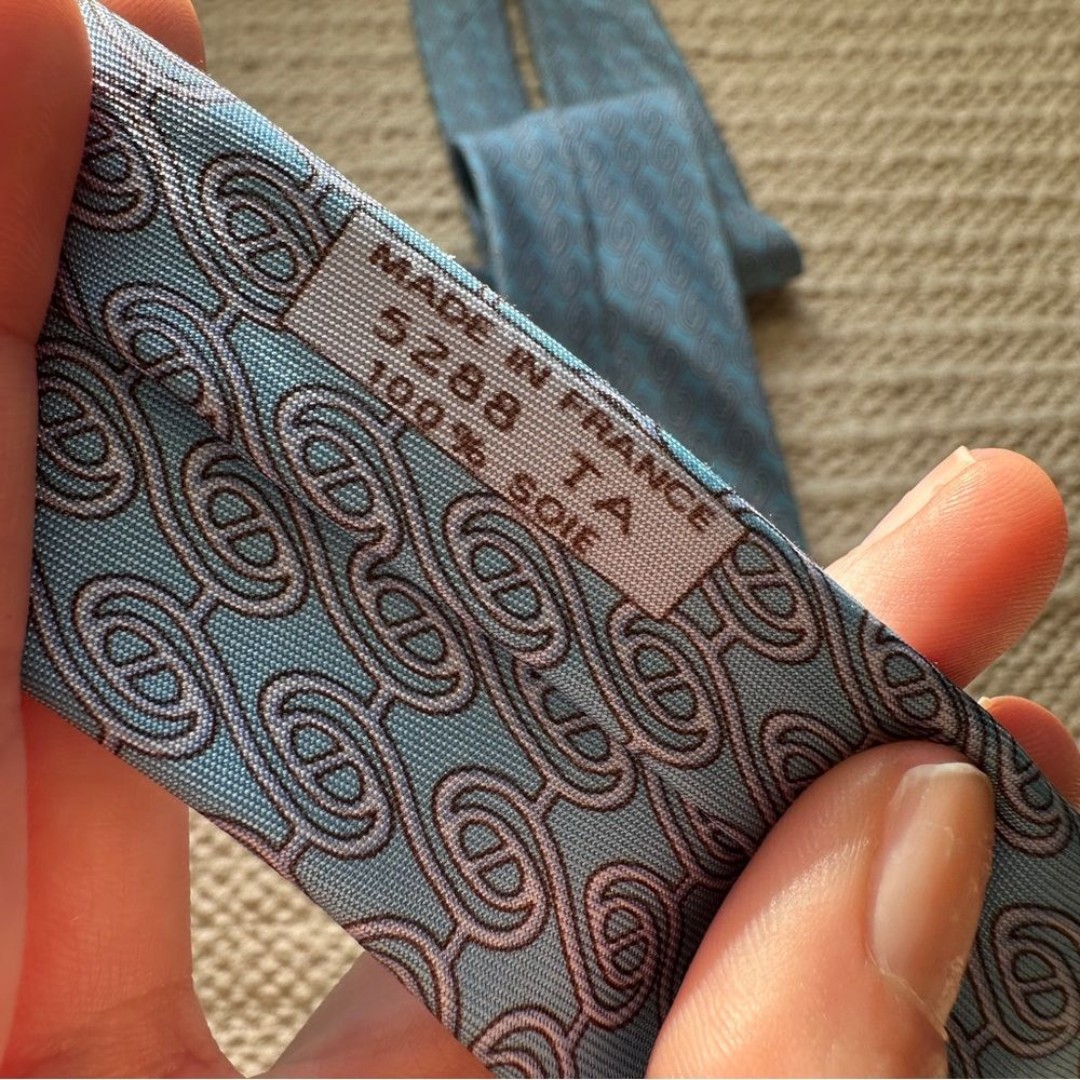 MADE IN FRANCE
5288 TA
100% SOIE